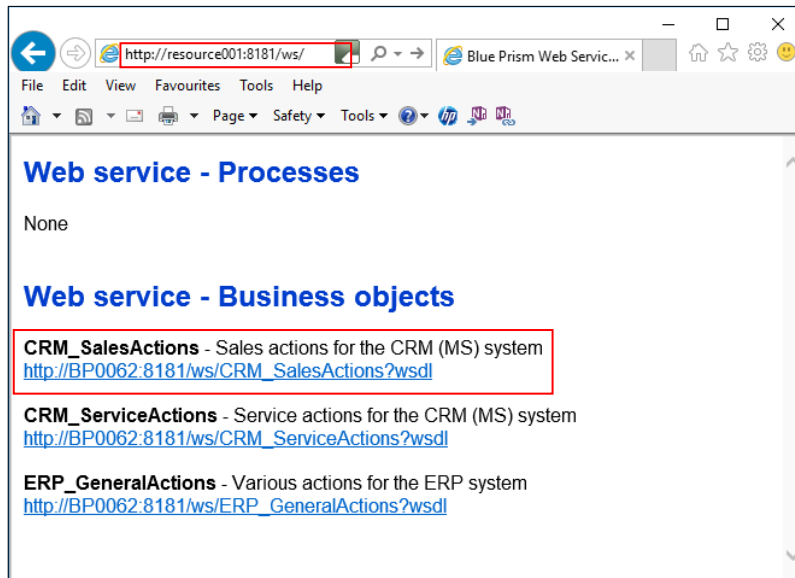 http://resource001:8181/ws/
Blue Prism Web Servic...
File Edit View Favourites Tools Help
Page Safety Tools
Web service - Processes
None
Web service - Business objects
CRM_SalesActions - Sales actions for the CRM (MS) system
http://BP0062:8181/ws/CRM_SalesActions?wsdl
CRM_ServiceActions - Service actions for the CRM (MS) system
http://BP0062:8181/ws/CRM_ServiceActions?wsdl
ERP_GeneralActions - Various actions for the ERP system
http://BP0062:8181/ws/ERP_GeneralActions?wsdl